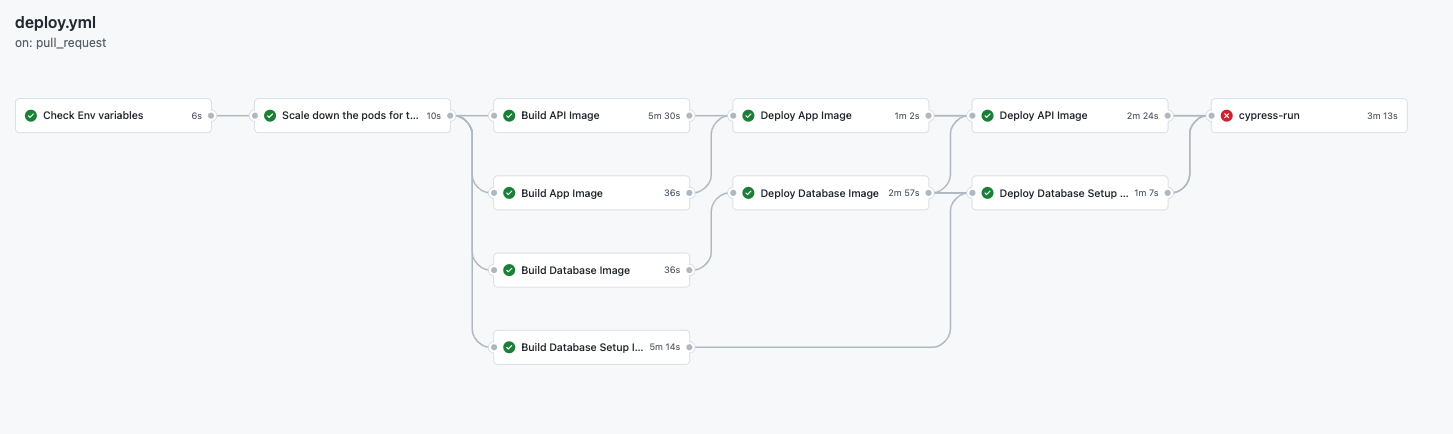 deploy.yml
on: pull_request
Check Env variables 6s
Scale down the pods for t... 10s
Build API Image 5m 30s
Deploy App Image 1m 2s
Deploy API Image 2m 24s
cypress-run 3m 13s
Build App Image 36s
Deploy Database Image 2m 57s
Deploy Database Setup ... 1m 7s
Build Database Image 36s
Build Database Setup I... 5m 14s